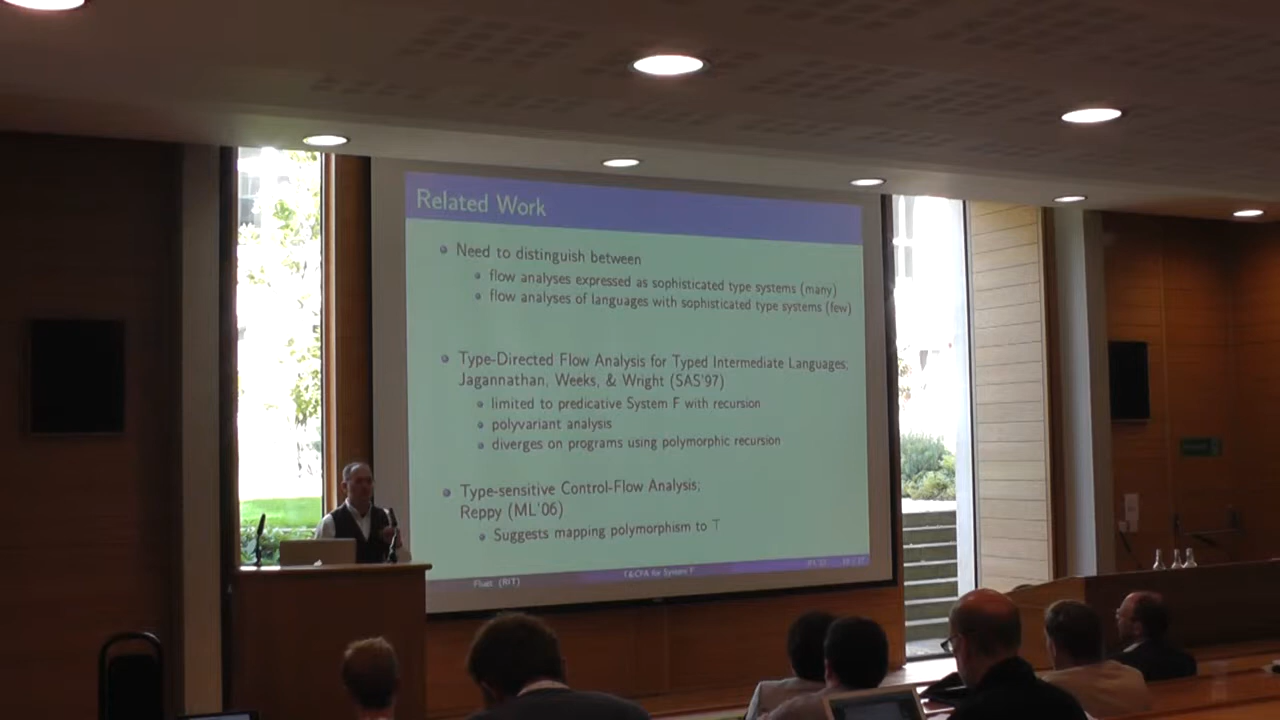 Related Work
Need to distinguish between
flow analyses expressed as sophisticated type systems (many)
flow analyses of languages with sophisticated type systems (few)
Type-Directed Flow Analysis for Typed Intermediate Languages;
Jagannathan, Weeks, & Wright (SAS'97)
limited to predicative System F with recursion
polyvariant analysis
diverges on programs using polymorphic recursion
Type-sensitive Control-Flow Analysis;
Reppy (ML'06)
Suggests mapping polymorphism to ⊤
Fluet (RIT)
CFA for System F